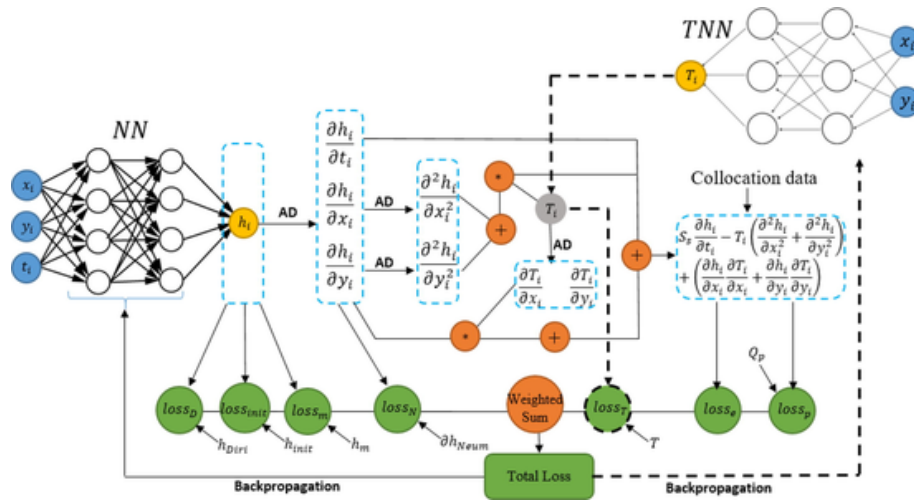 TNN
x_i
T_i
y_i
NN
x_i
y_i
t_i
h_i
AD
∂h_i/∂t_i
∂h_i/∂x_i
∂h_i/∂y_i
AD
AD
∂²h_i/∂x_i²
∂²h_i/∂y_i²
*
+
T_i
AD
∂T_i/∂x_i ∂T_i/∂y_i
*
+
+
Collocation data
S_s ∂h_i/∂t_i − T_i (∂²h_i/∂x_i² + ∂²h_i/∂y_i²)
+ (∂h_i/∂x_i ∂T_i/∂x_i + ∂h_i/∂y_i ∂T_i/∂y_i)
Q_p
loss_D
loss_init
loss_m
loss_N
Weighted
Sum
loss_T
loss_e
loss_p
h_Diri
h_init
h_m
∂h_Neum
T
Total Loss
Backpropagation
Backpropagation